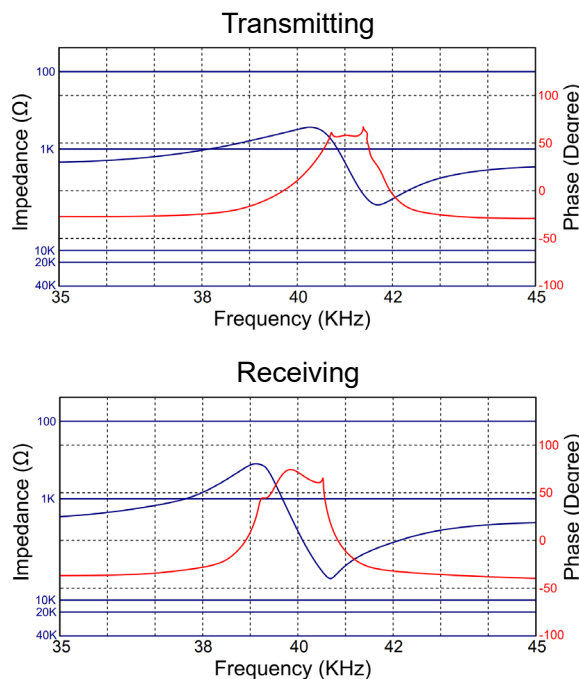 Transmitting
Impedance (Ω)
100
1K
10K
20K
40K
100
50
0
-50
-100
Phase (Degree)
35
38
40
42
45
Frequency (KHz)
Receiving
Impedance (Ω)
100
1K
10K
20K
40K
100
50
0
-50
-100
Phase (Degree)
35
38
40
42
45
Frequency (KHz)